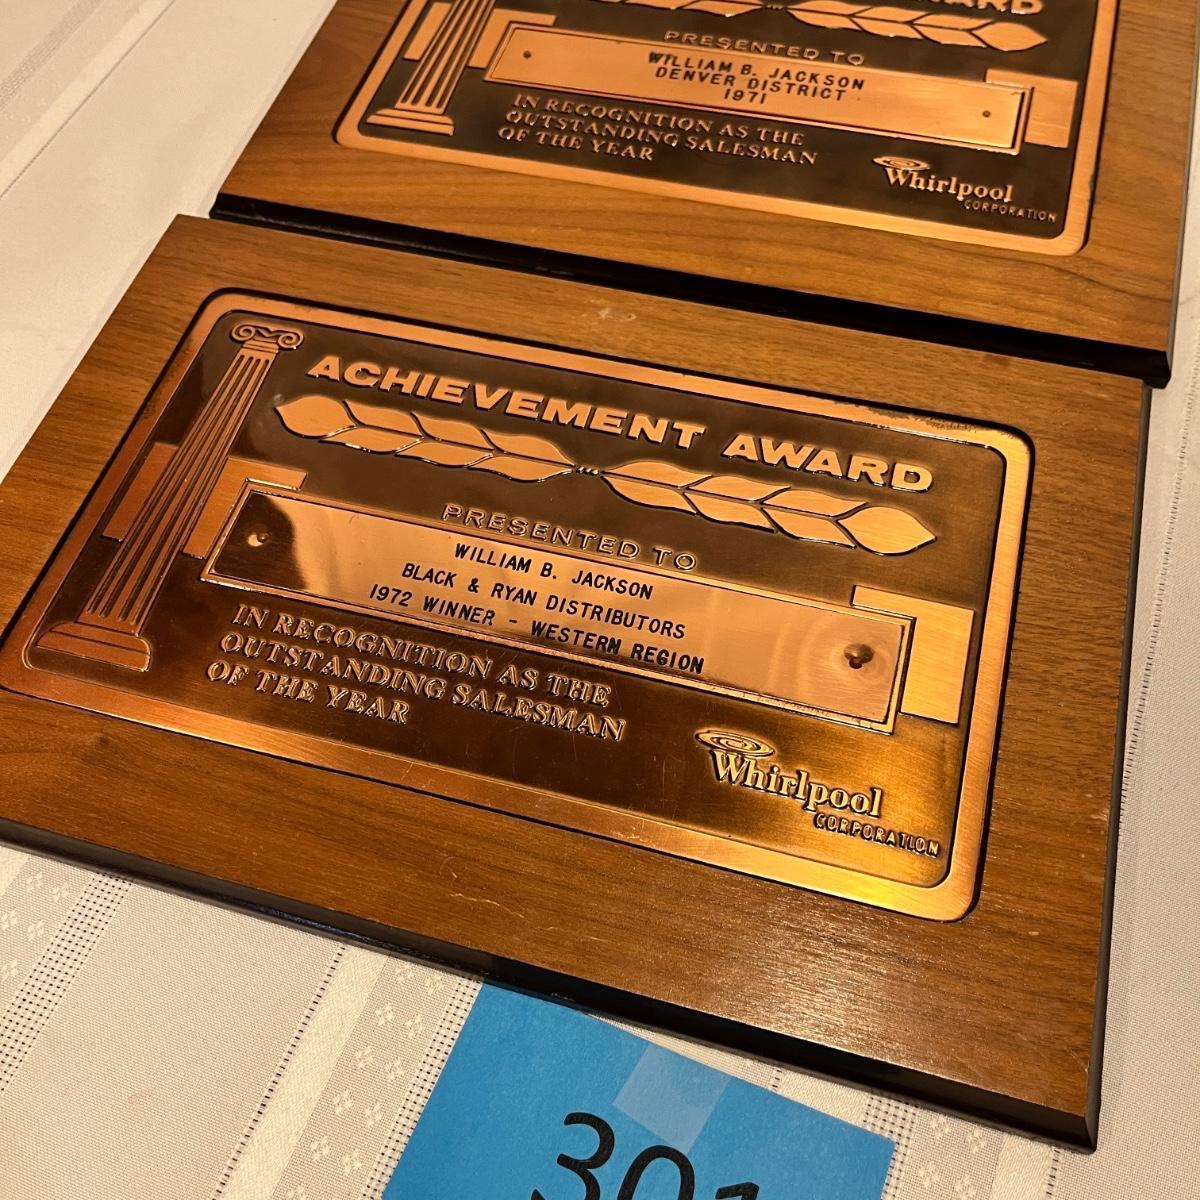 PRESENTED TO
WILLIAM B. JACKSON
DENVER DISTRICT
1971
IN RECOGNITION AS THE
OUTSTANDING SALESMAN
OF THE YEAR
Whirlpool
CORPORATION
ACHIEVEMENT AWARD
PRESENTED TO
WILLIAM B. JACKSON
BLACK & RYAN DISTRIBUTORS
1972 WINNER - WESTERN REGION
IN RECOGNITION AS THE
OUTSTANDING SALESMAN
OF THE YEAR
Whirlpool
CORPORATION
301